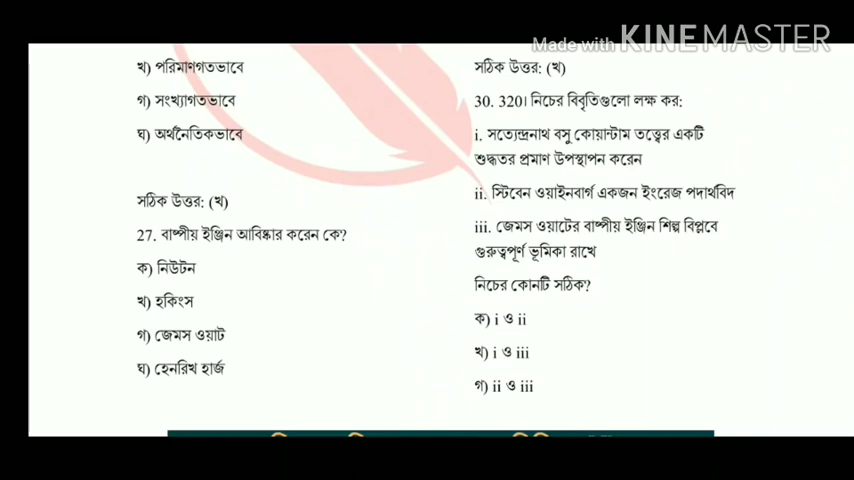 Made with KINEMASTER
খ) পরিমাণগতভাবে
গ) সংখ্যাগতভাবে
ঘ) অর্থনৈতিকভাবে
সঠিক উত্তর: (খ)
27. বাষ্পীয় ইঞ্জিন আবিষ্কার করেন কে?
ক) নিউটন
খ) হকিংস
গ) জেমস ওয়াট
ঘ) হেনরিখ হার্জ
সঠিক উত্তর: (খ)
30. 320। নিচের বিবৃতিগুলো লক্ষ কর:
i. সত্যেন্দ্রনাথ বসু কোয়ান্টাম তত্ত্বের একটি
শুদ্ধতর প্রমাণ উপস্থাপন করেন
ii. স্টিবেন ওয়াইনবার্গ একজন ইংরেজ পদার্থবিদ
iii. জেমস ওয়াটের বাষ্পীয় ইঞ্জিন শিল্প বিপ্লবে
গুরুত্বপূর্ণ ভূমিকা রাখে
নিচের কোনটি সঠিক?
ক) i ও ii
খ) i ও iii
গ) ii ও iii